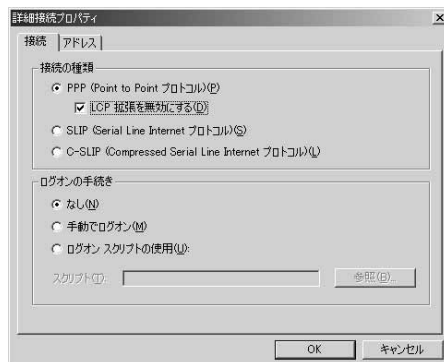 詳細接続プロパティ
接続 アドレス
接続の種類
PPP (Point to Point プロトコル)(P)
LCP 拡張を無効にする(D)
SLIP (Serial Line Internet プロトコル)(S)
C-SLIP (Compressed Serial Line Internet プロトコル)(L)
ログオンの手続き
なし(N)
手動でログオン(M)
ログオン スクリプトの使用(U):
スクリプト(T): 参照(B)...
OK キャンセル